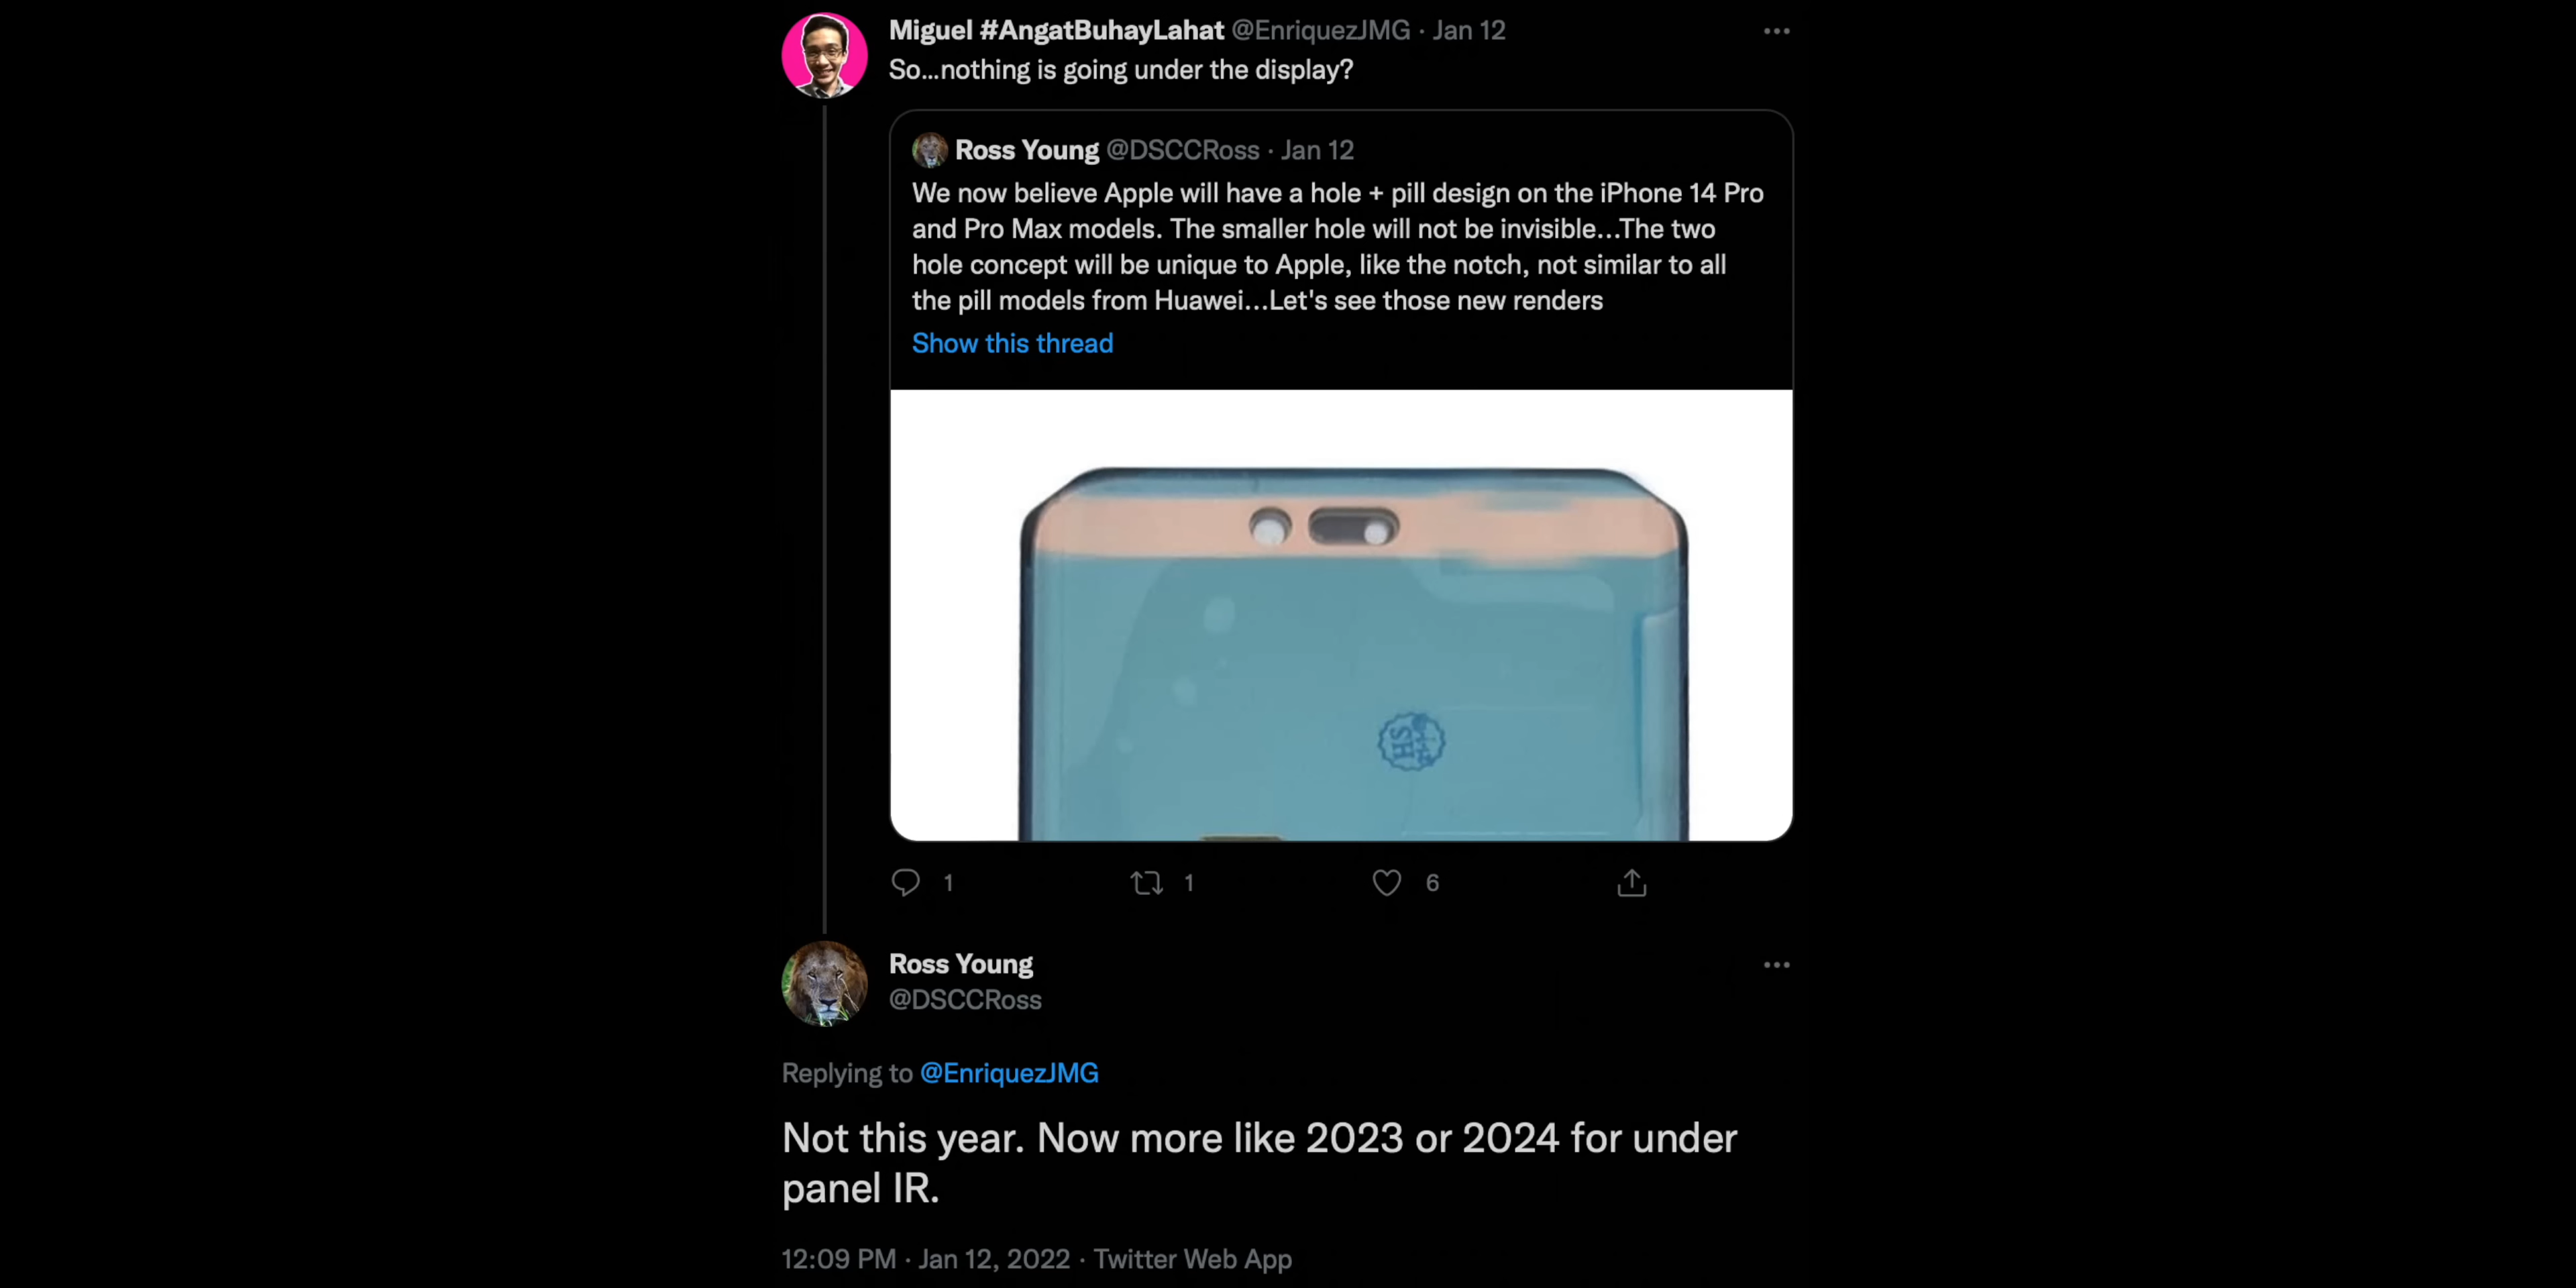 Miguel #AngatBuhayLahat @EnriquezJMG · Jan 12
So...nothing is going under the display?
Ross Young @DSCCRoss · Jan 12
We now believe Apple will have a hole + pill design on the iPhone 14 Pro
and Pro Max models. The smaller hole will not be invisible...The two
hole concept will be unique to Apple, like the notch, not similar to all
the pill models from Huawei...Let's see those new renders
Show this thread
HS
1
1
6
Ross Young
@DSCCRoss
Replying to @EnriquezJMG
Not this year. Now more like 2023 or 2024 for under
panel IR.
12:09 PM · Jan 12, 2022 · Twitter Web App